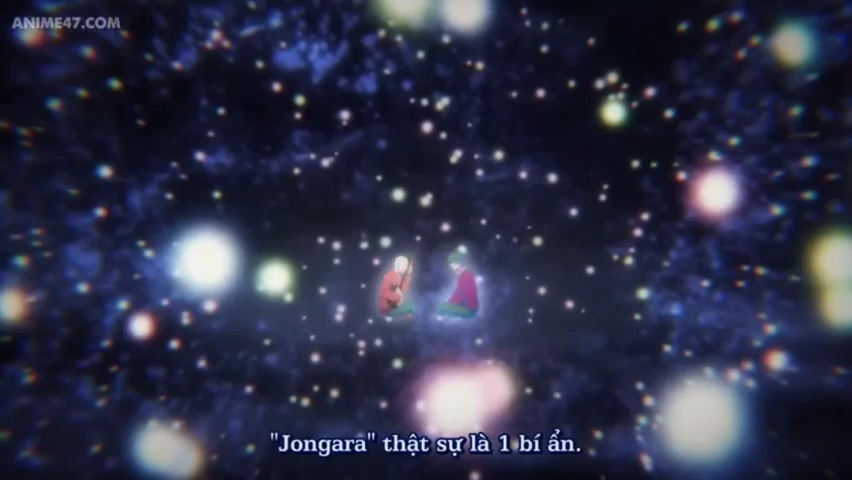 ANIME47.COM
"Jongara" thật sự là 1 bí ẩn.